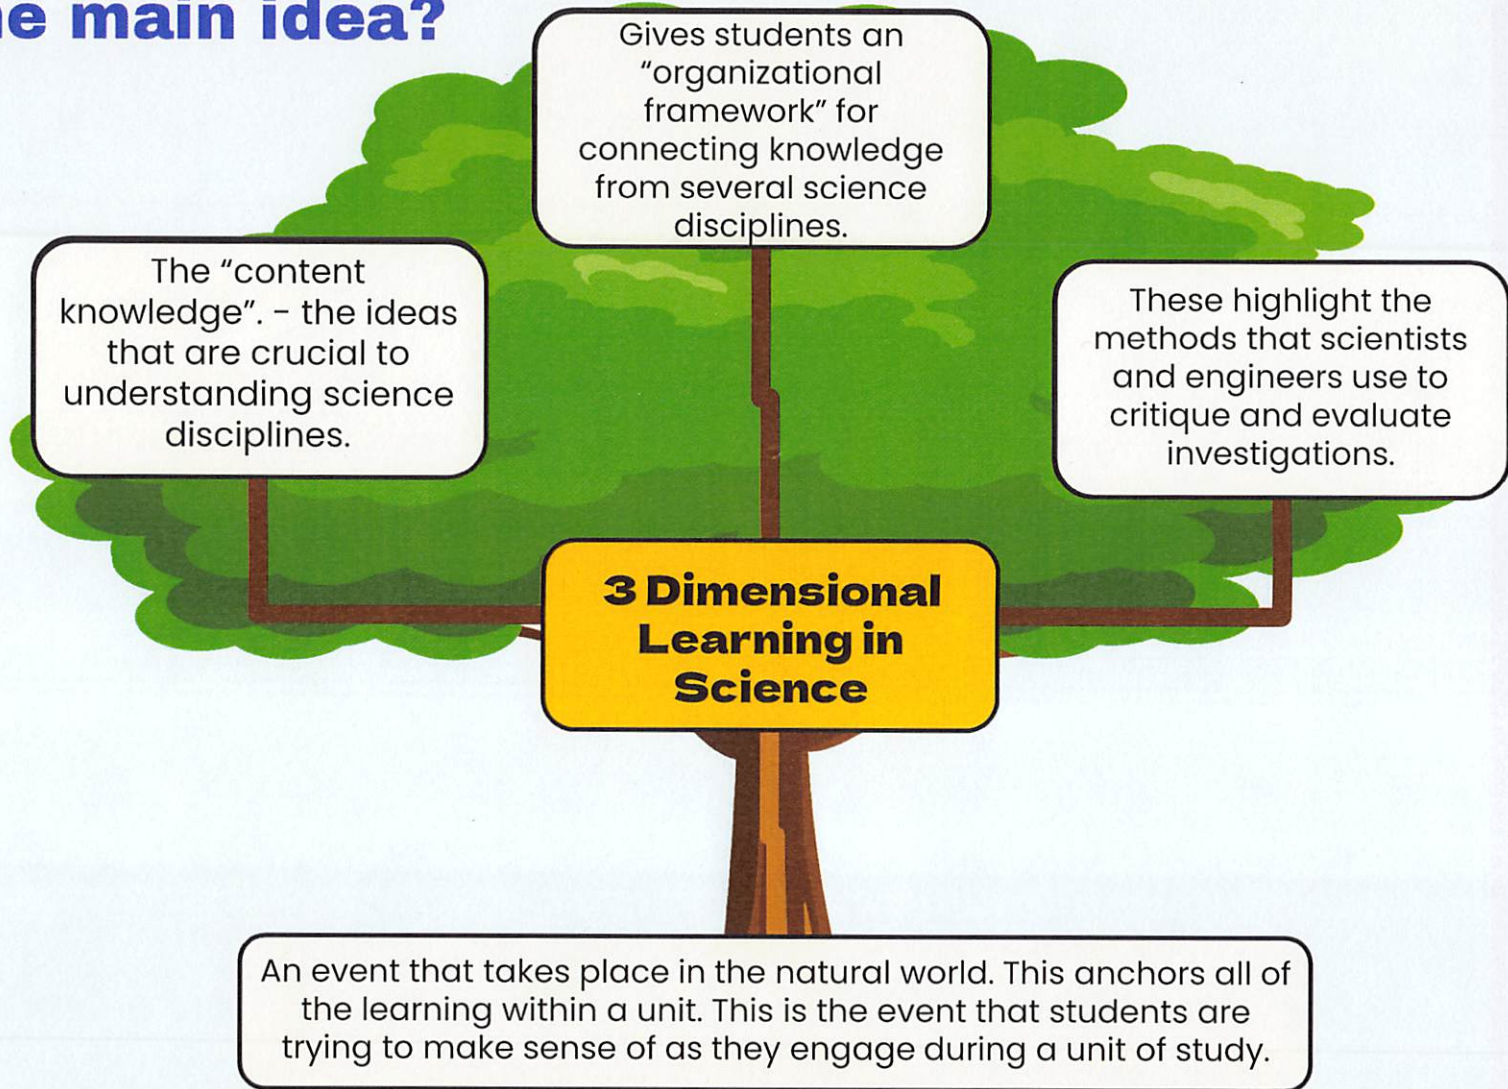 e main idea?
Gives students an
"organizational
framework" for
connecting knowledge
from several science
disciplines.
The "content
knowledge". - the ideas
that are crucial to
understanding science
disciplines.
These highlight the
methods that scientists
and engineers use to
critique and evaluate
investigations.
3 Dimensional
Learning in
Science
An event that takes place in the natural world. This anchors all of
the learning within a unit. This is the event that students are
trying to make sense of as they engage during a unit of study.